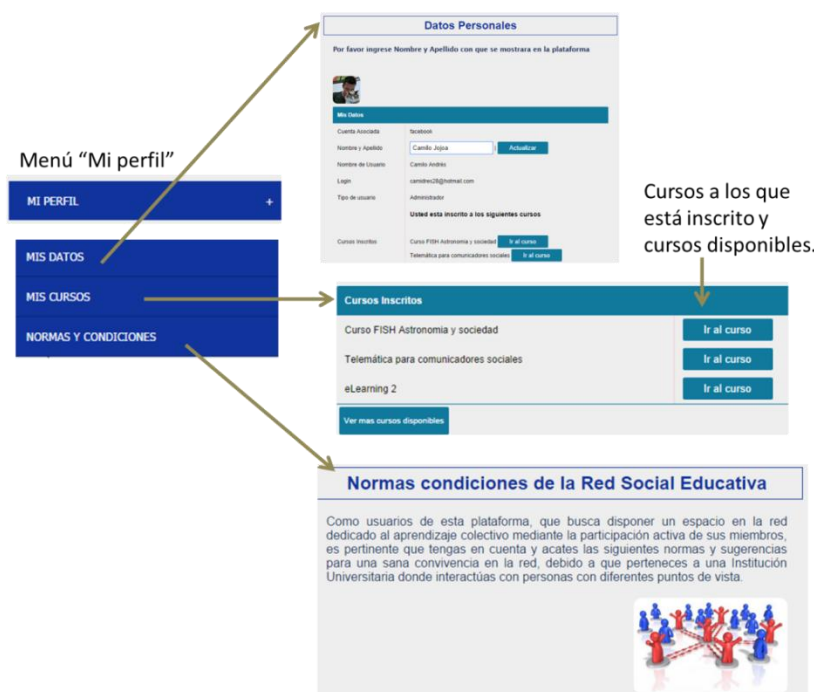 Datos Personales
Por favor ingrese Nombre y Apellido con que se mostrara en la plataforma
Mis Datos
Cuenta Asociada facebook
Nombre y Apellido Camilo Jojoa Actualizar
Nombre de Usuario Camilo Andrés
Login camidres28@hotmail.com
Tipo de usuario Administrador
Usted esta inscrito a los siguientes cursos
Cursos Inscritos Curso FISH Astronomia y sociedad Ir al curso
Telemática para comunicadores sociales Ir al curso
Menú “Mi perfil”
MI PERFIL +
MIS DATOS
MIS CURSOS
NORMAS Y CONDICIONES
Cursos a los que
está inscrito y
cursos disponibles.
Cursos Inscritos
Curso FISH Astronomia y sociedad Ir al curso
Telemática para comunicadores sociales Ir al curso
eLearning 2 Ir al curso
Ver mas cursos disponibles
Normas condiciones de la Red Social Educativa
Como usuarios de esta plataforma, que busca disponer un espacio en la red
dedicado al aprendizaje colectivo mediante la participación activa de sus miembros,
es pertinente que tengas en cuenta y acates las siguientes normas y sugerencias
para una sana convivencia en la red, debido a que perteneces a una Institución
Universitaria donde interactúas con personas con diferentes puntos de vista.